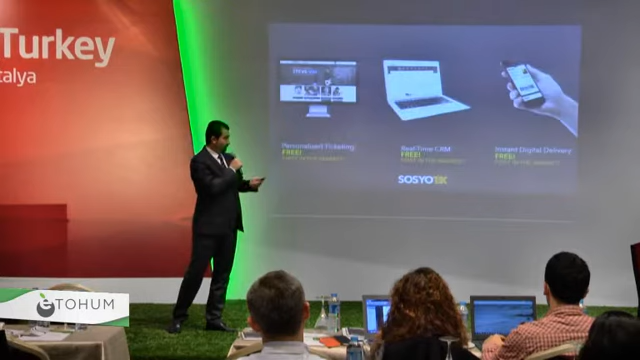 Turkey
talya
Personalized Ticketing
FREE!
Real Time CRM
FREE!
Instant Digital Delivery
FREE!
SOSYO
eTOHUM